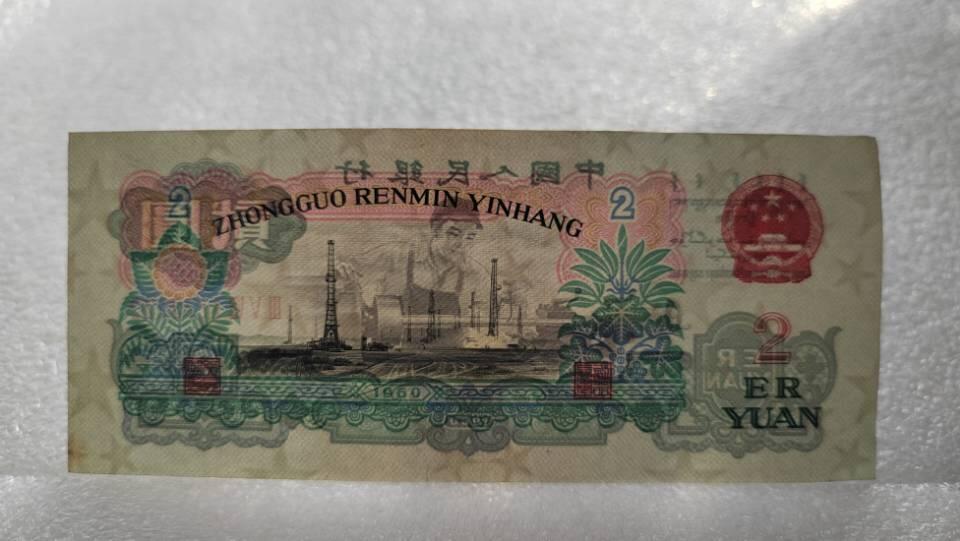 中國人民銀行
ZHONGGUO RENMIN YINHANG
2
2
2
ER
YUAN
1960